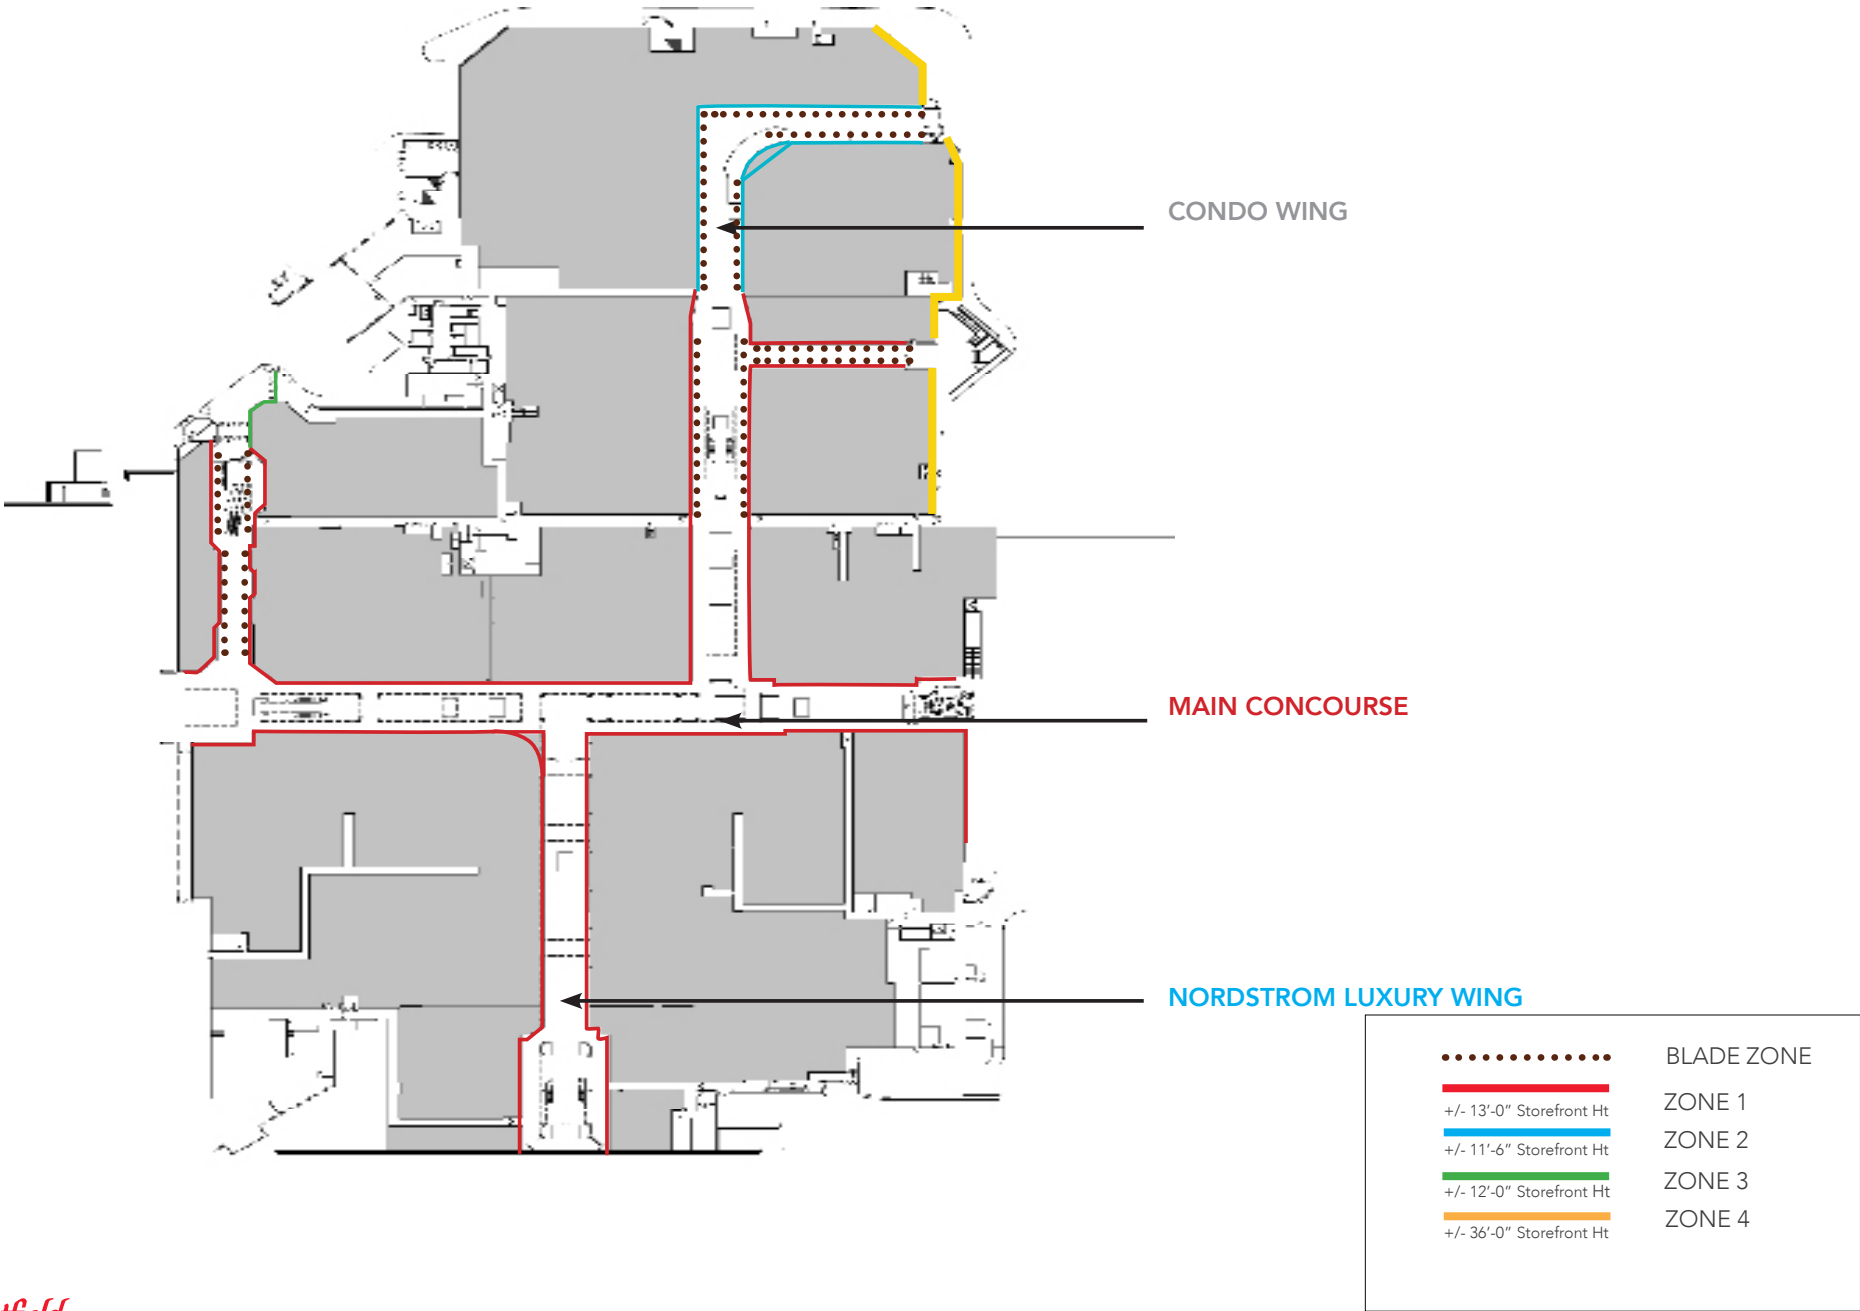 CONDO WING
MAIN CONCOURSE
NORDSTROM LUXURY WING
BLADE ZONE
+/- 13'-0" Storefront Ht
ZONE 1
+/- 11'-6" Storefront Ht
ZONE 2
+/- 12'-0" Storefront Ht
ZONE 3
+/- 36'-0" Storefront Ht
ZONE 4